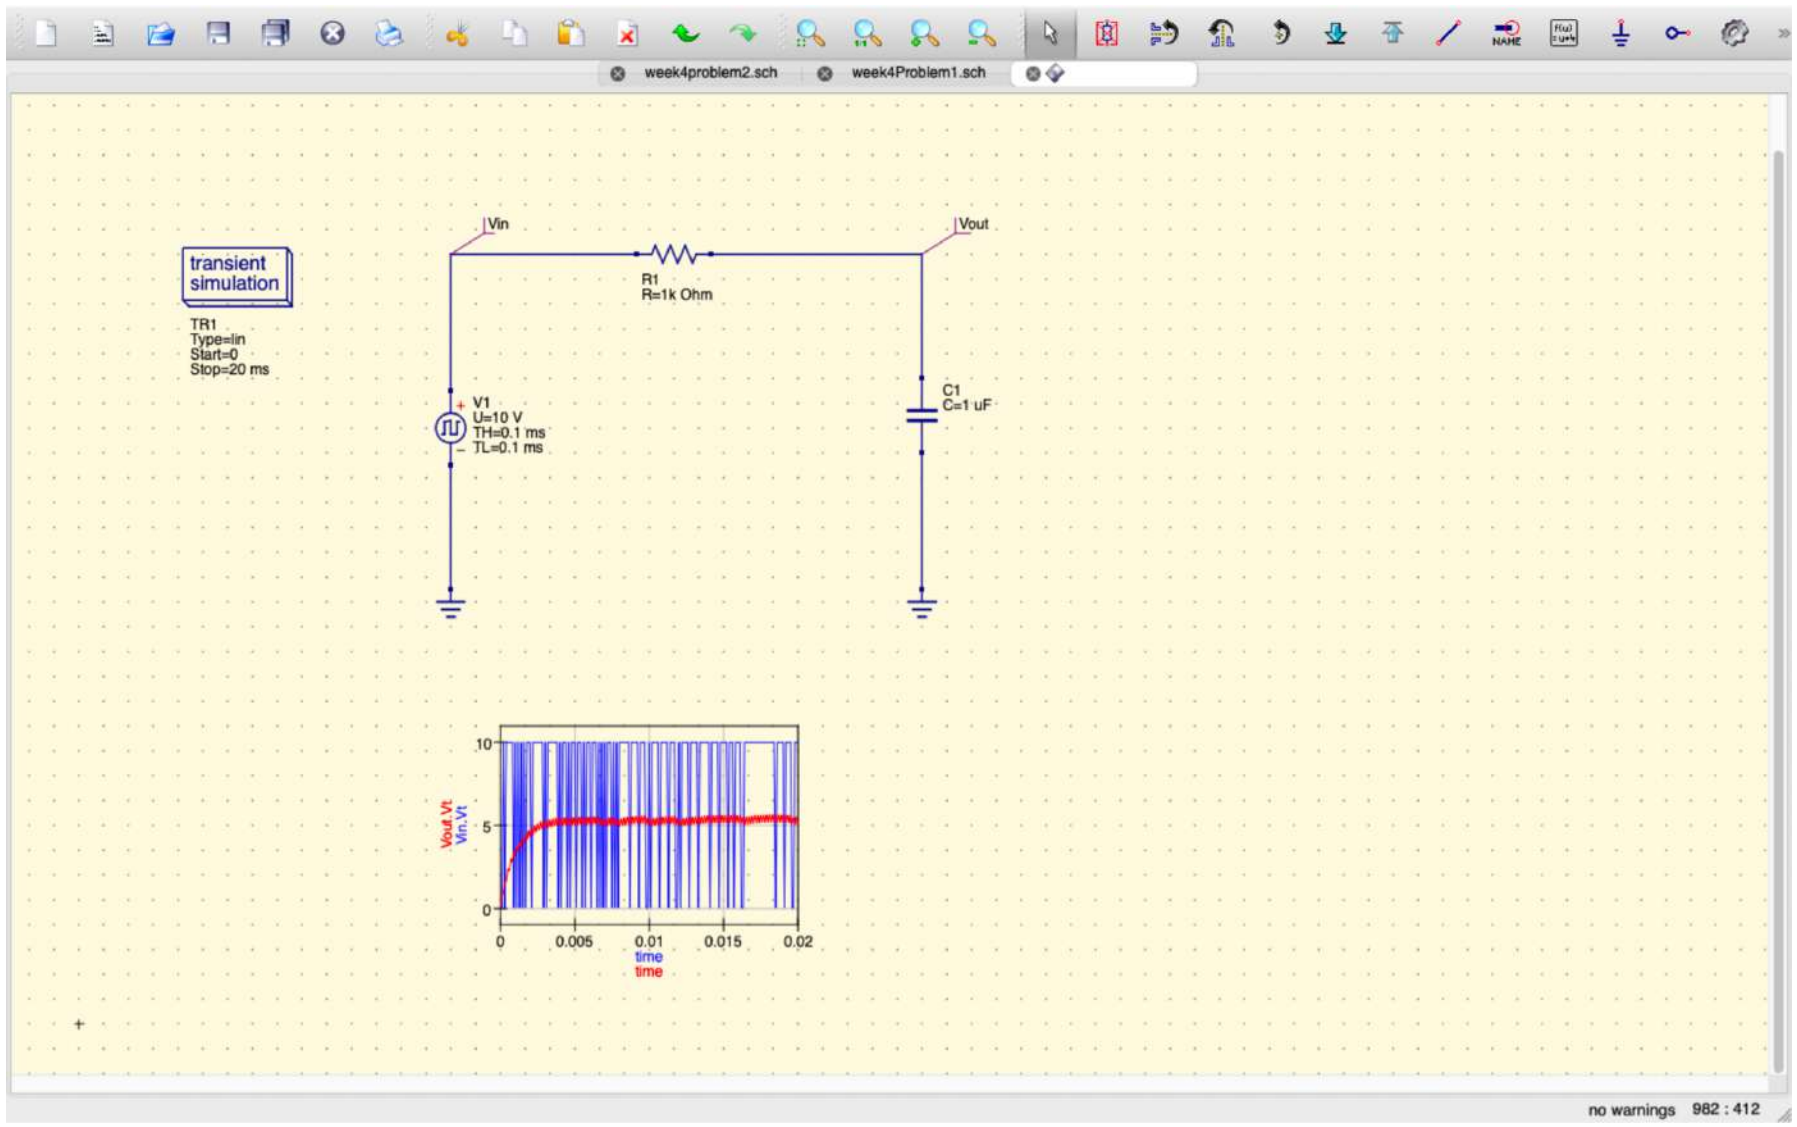 NAME
week4problem2.sch
week4Problem1.sch
Vin
Vout
transient
simulation
TR1
Type=lin
Start=0
Stop=20 ms
R1
R=1k Ohm
V1
U=10 V
TH=0.1 ms
TL=0.1 ms
C1
C=1 uF
10
5
0
Vout.Vt
Vin.Vt
0 0.005 0.01 0.015 0.02
time
time
no warnings 982 : 412